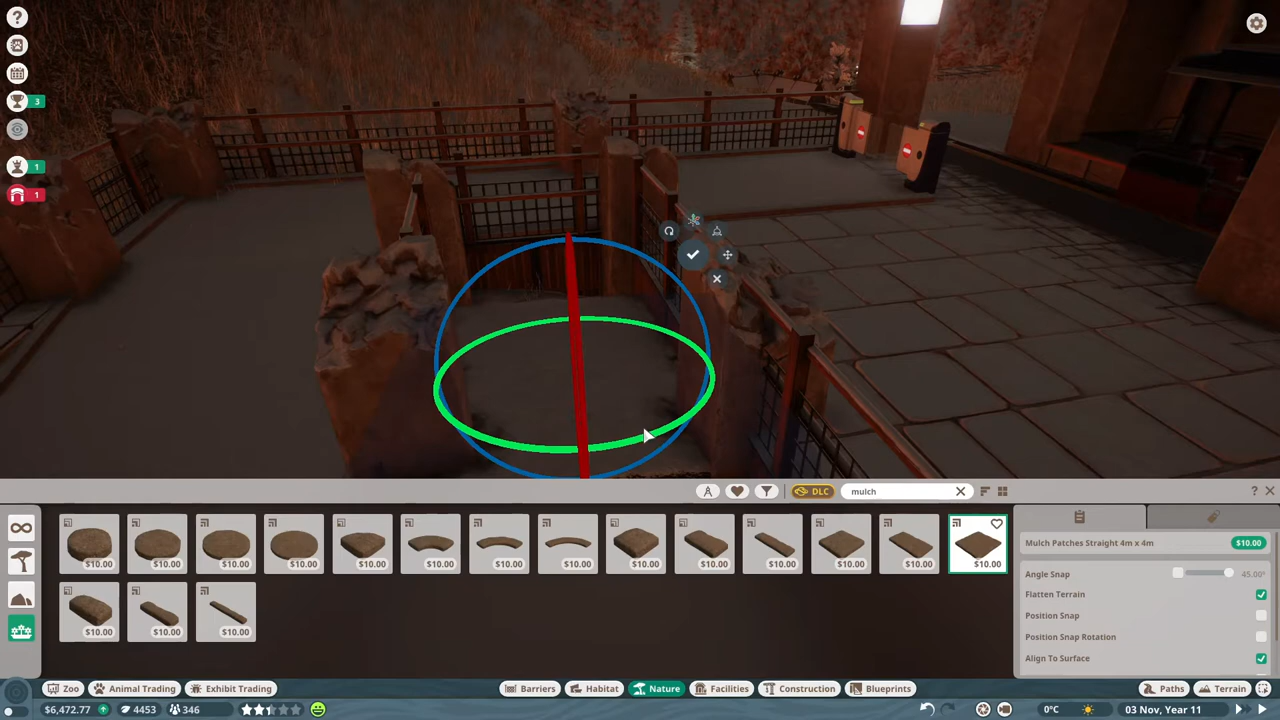 ?
3
1
1
DLC
mulch
?
$10.00 $10.00 $10.00 $10.00 $10.00 $10.00 $10.00 $10.00 $10.00 $10.00 $10.00 $10.00 $10.00 $10.00
$10.00 $10.00 $10.00
Mulch Patches Straight 4m x 4m $10.00
Angle Snap 45.00°
Flatten Terrain
Position Snap
Position Snap Rotation
Align To Surface
Zoo Animal Trading Exhibit Trading Barriers Habitat Nature Facilities Construction Blueprints Paths Terrain
$6,472.77 4453 346 0°C 03 Nov, Year 11